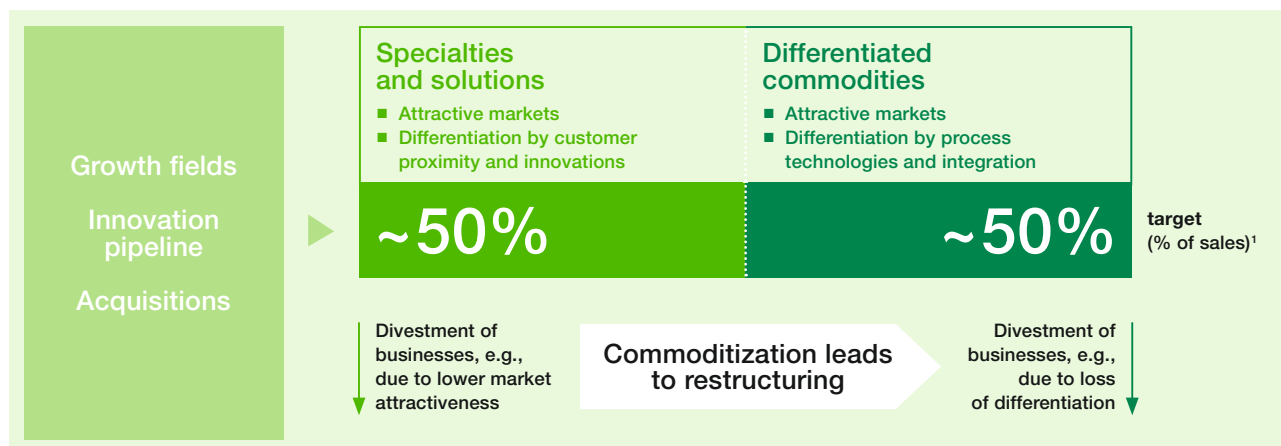 Growth fields
Innovation
pipeline
Acquisitions
Specialties
and solutions
■ Attractive markets
■ Differentiation by customer
proximity and innovations
Differentiated
commodities
■ Attractive markets
■ Differentiation by process
technologies and integration
~50%
~50%
target
(% of sales)¹
Divestment of
businesses, e.g.,
due to lower market
attractiveness
Commoditization leads
to restructuring
Divestment of
businesses, e.g.,
due to loss
of differentiation